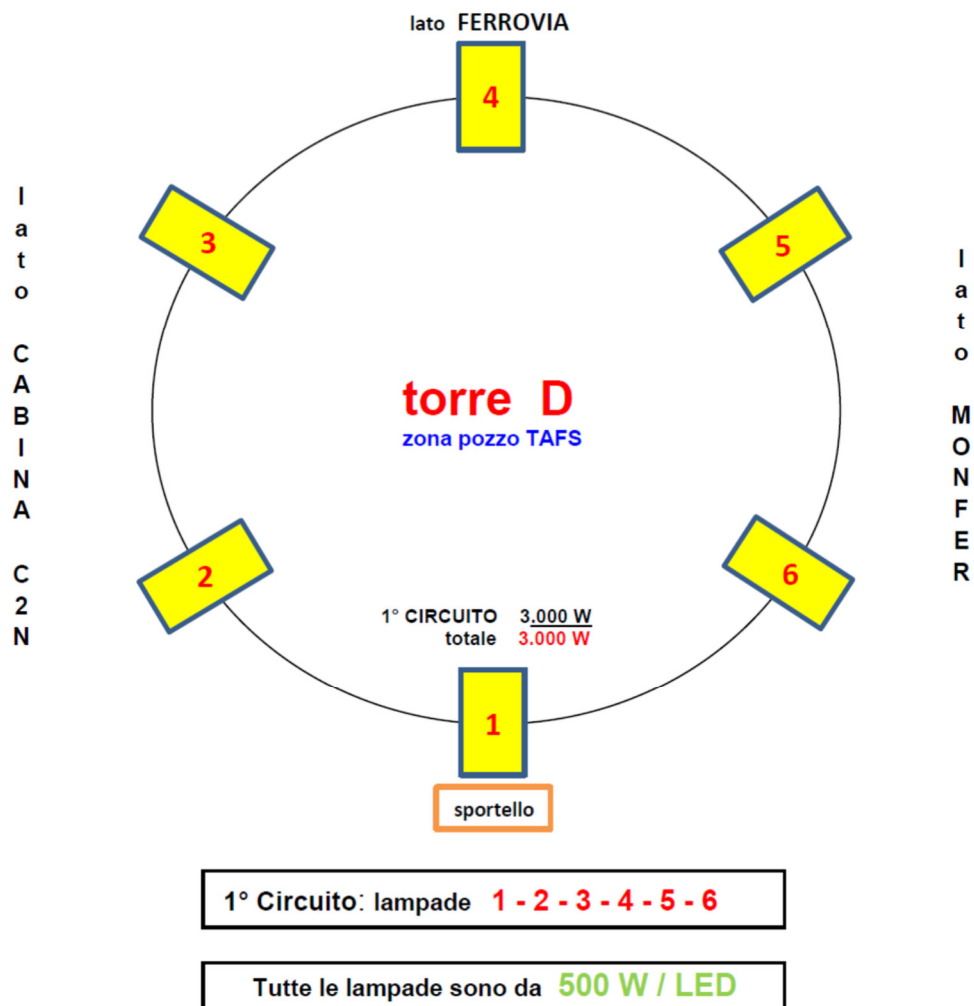 lato FERROVIA
4
3
5
lato CABINA C2N
lato MONFER
torre D
zona pozzo TAFS
2
6
1° CIRCUITO 3.000 W
totale 3.000 W
1
sportello
1° Circuito: lampade 1 - 2 - 3 - 4 - 5 - 6
Tutte le lampade sono da 500 W / LED